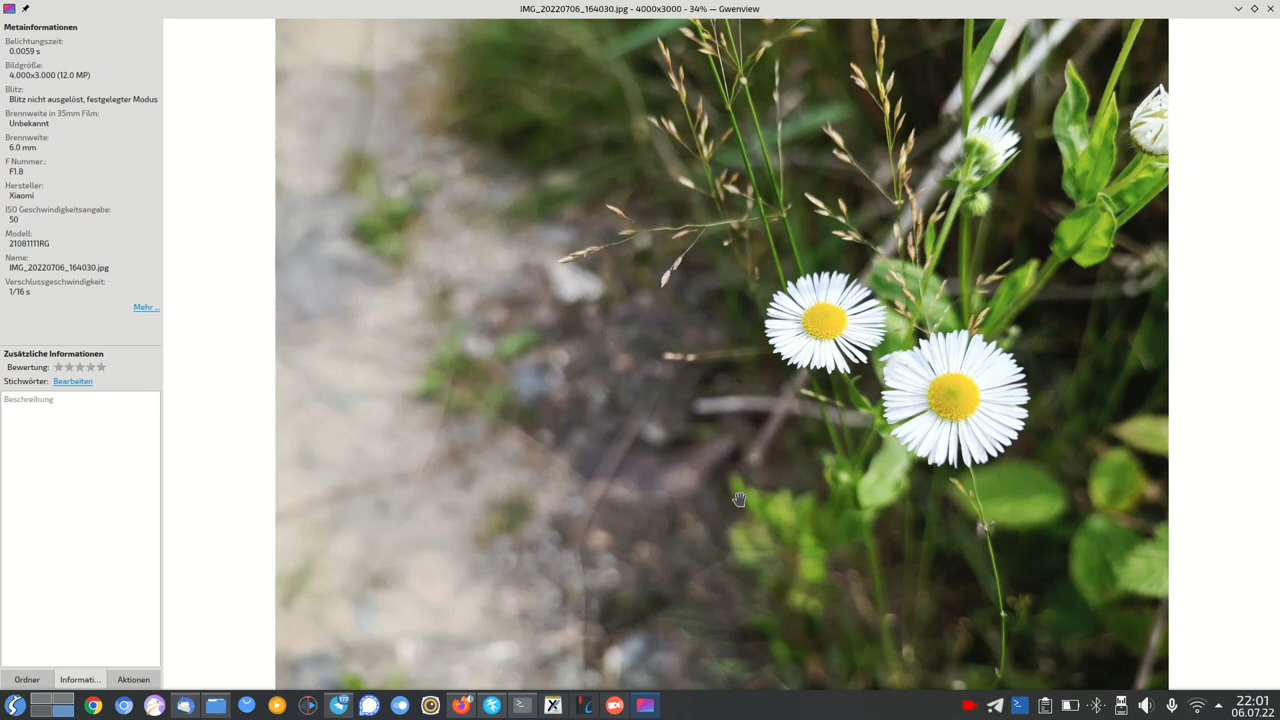 IMG_20220706_164030.jpg - 4000x3000 - 34% — Gwenview
Metainformationen
Belichtungszeit:
0.0059 s
Bildgröße:
4.000x3.000 (12.0 MP)
Blitz:
Blitz nicht ausgelöst, festgelegter Modus
Brennweite in 35mm Film:
Unbekannt
Brennweite:
6.0 mm
F Nummer.:
F1.8
Hersteller:
Xiaomi
ISO Geschwindigkeitsangabe:
50
Modell:
21081111RG
Name:
IMG_20220706_164030.jpg
Verschlussgeschwindigkeit:
1/16 s
Mehr ...
Zusätzliche Informationen
Bewertung:
Stichwörter: Bearbeiten
Beschreibung
Ordner Informati... Aktionen
22:01
06.07.22